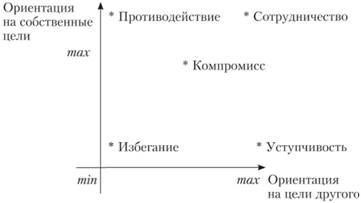 Ориентация
на собственные
цели
max
* Противодействие
* Сотрудничество
* Компромисс
* Избегание
* Уступчивость
min
max
Ориентация
на цели другого